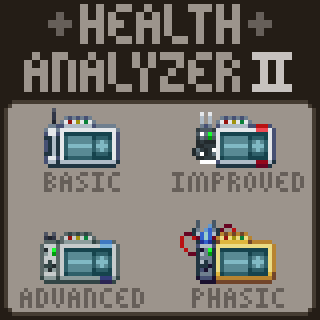 HEALTH
ANALYZER II
BASIC
IMPROVED
ADVANCED
PHASIC